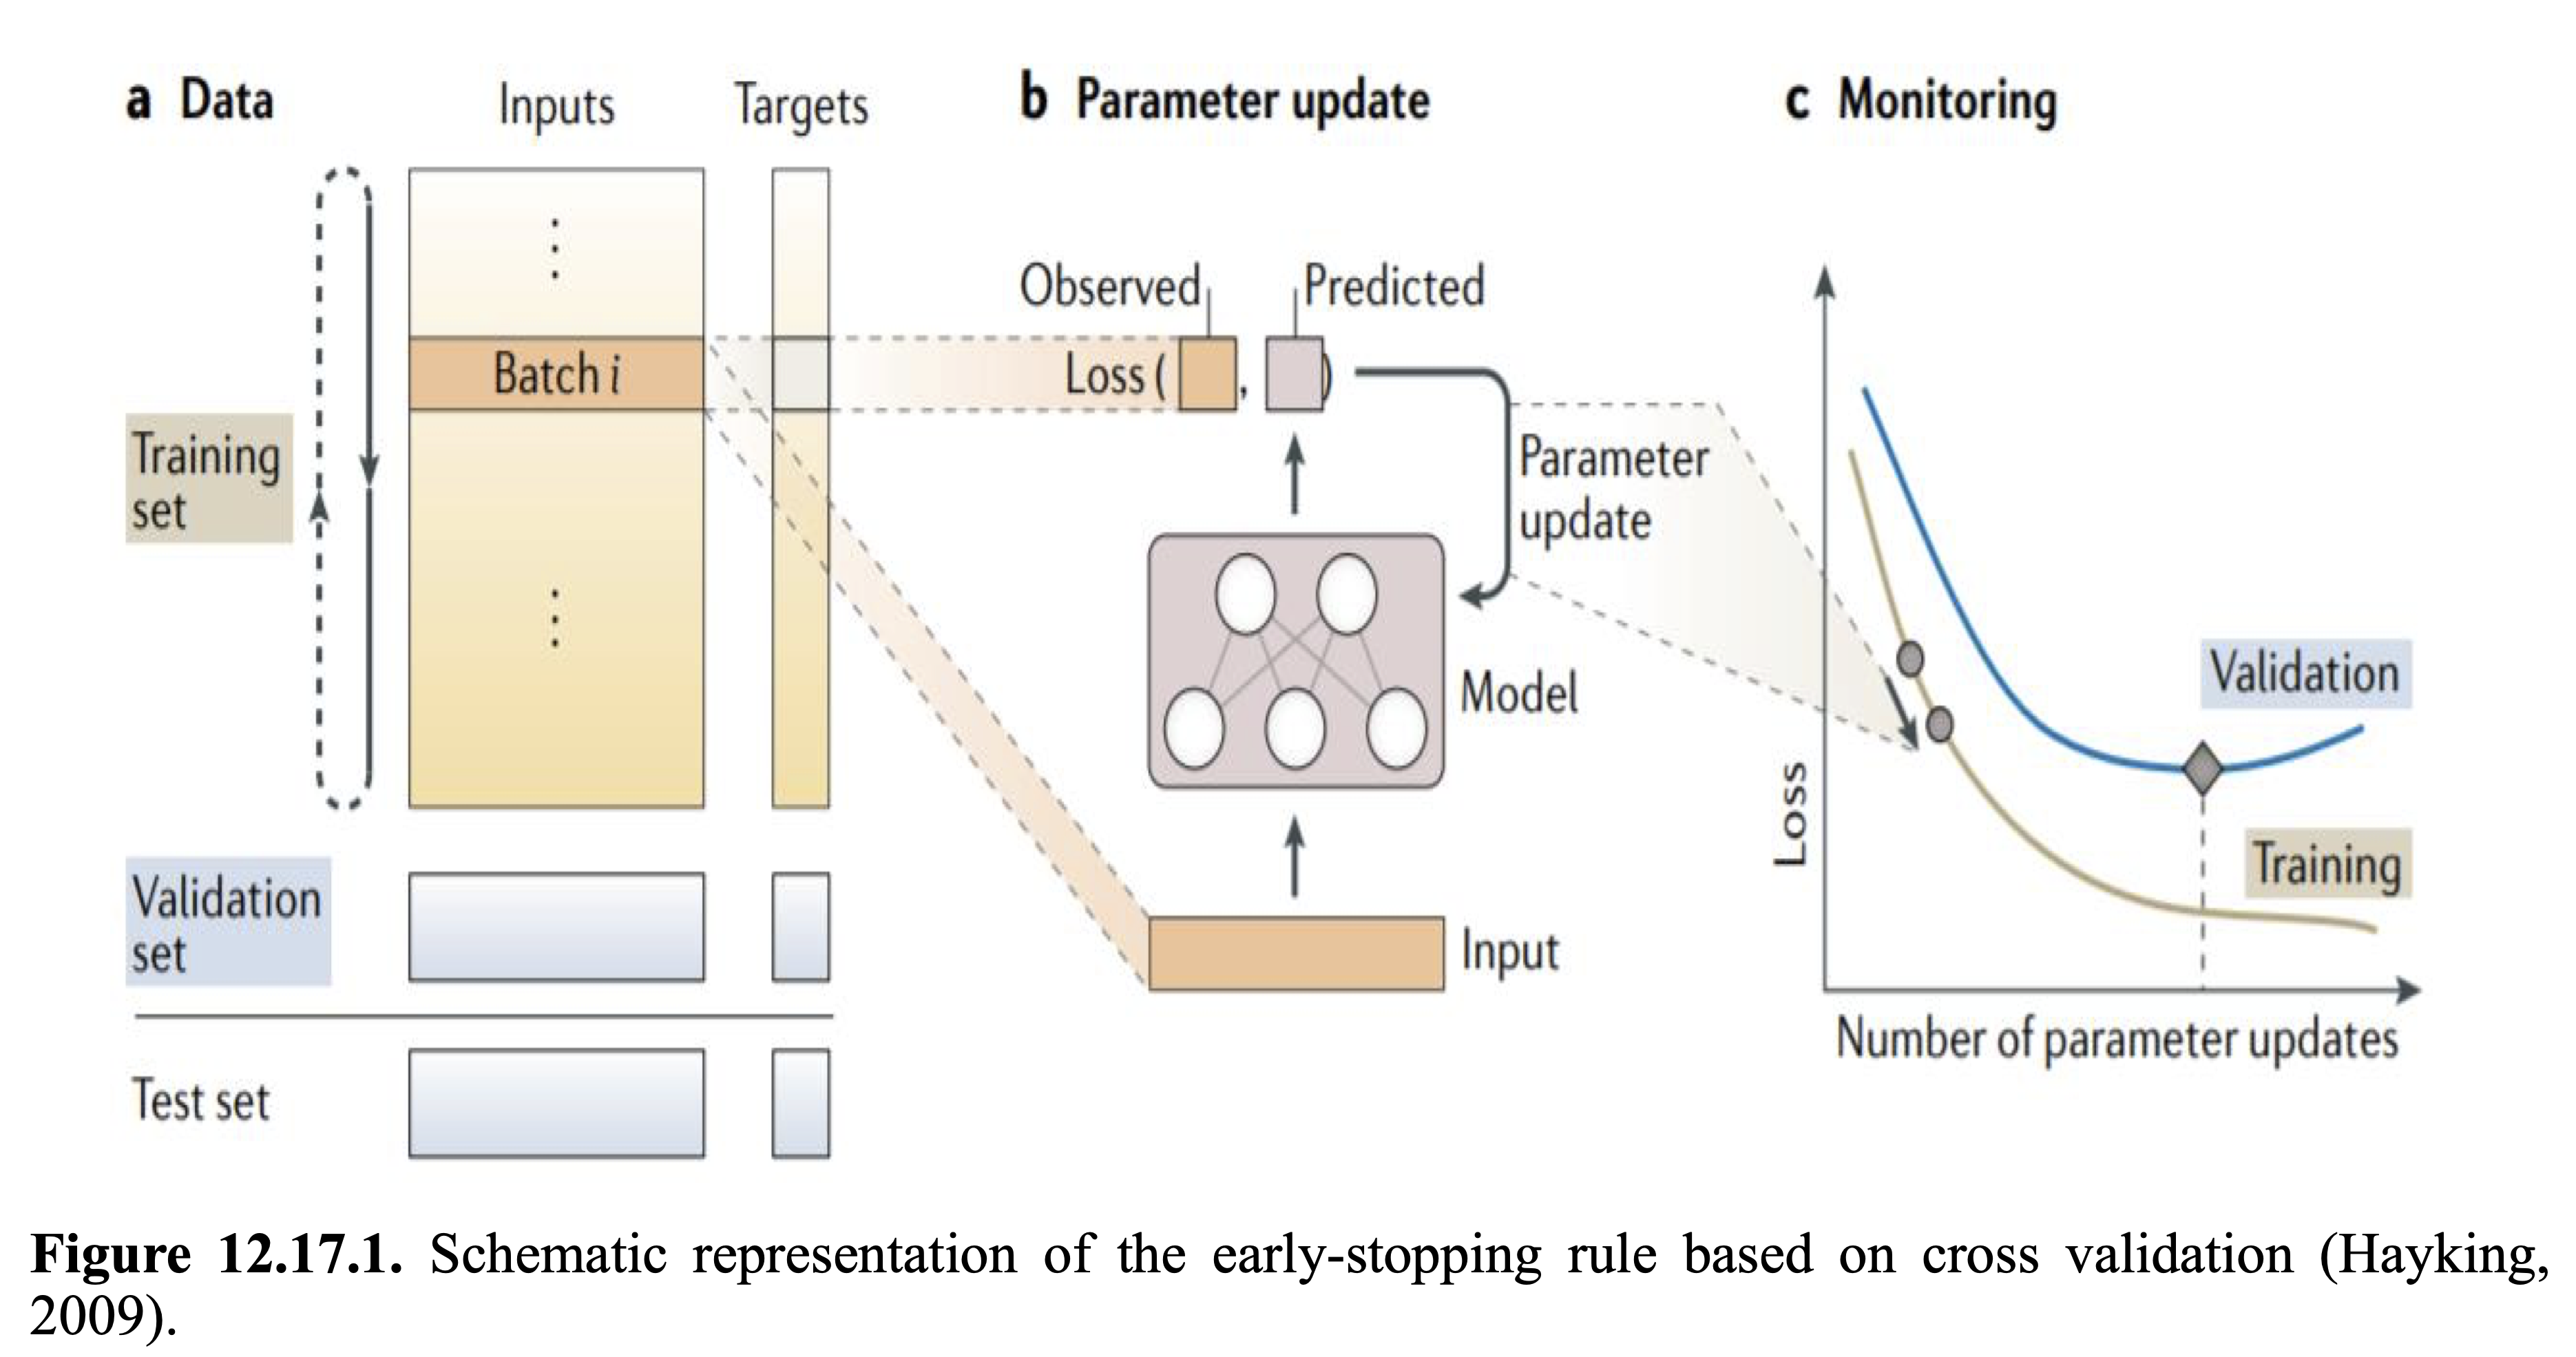 a Data
Inputs
Targets
b Parameter update
c Monitoring
Observed
Predicted
Batch i
Loss ( , )
Training
set
Parameter
update
Model
Validation
Training
Loss
Validation
set
Input
Number of parameter updates
Test set
Figure 12.17.1. Schematic representation of the early-stopping rule based on cross validation (Hayking,
2009).